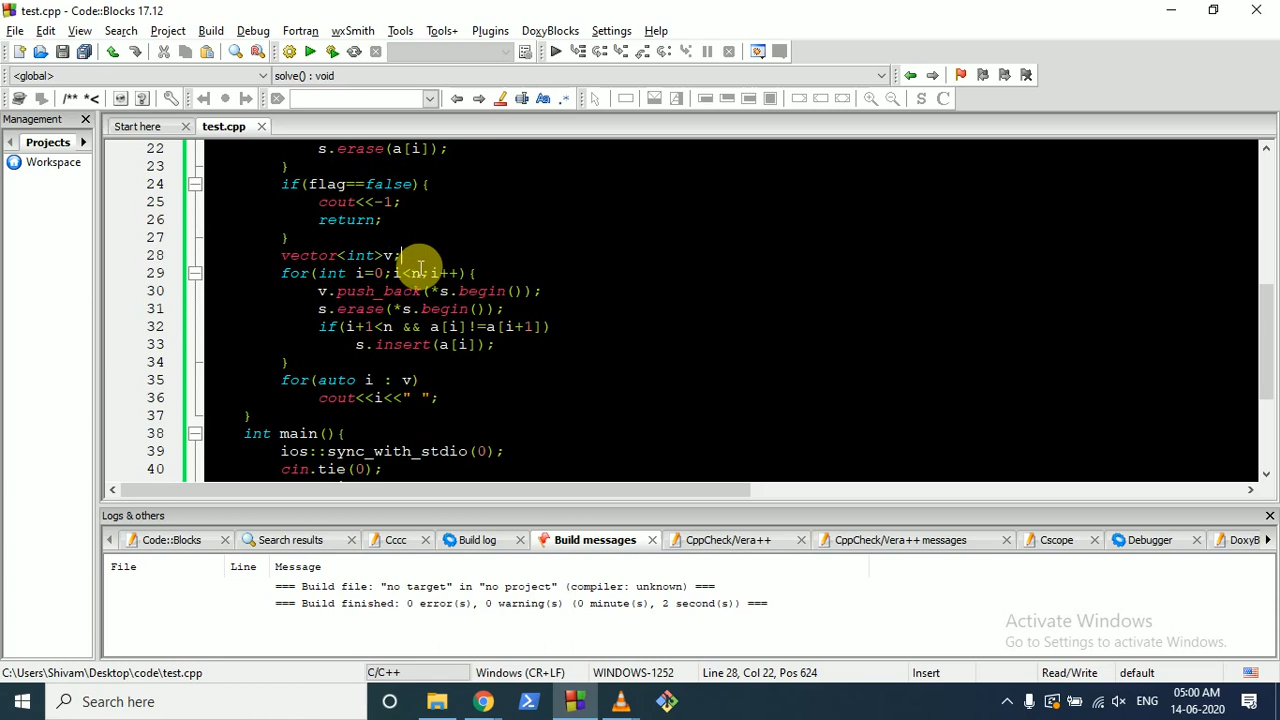 test.cpp - Code::Blocks 17.12
File Edit View Search Project Build Debug Fortran wxSmith Tools Tools+ Plugins DoxyBlocks Settings Help
<global> solve() : void
/** *< S C
Management
Projects
Workspace
Start here test.cpp
22 s.erase(a[i]);
23 }
24 if(flag==false){
25 cout<<-1;
26 return;
27 }
28 vector<int>v;
29 for(int i=0;i<n;i++){
30 v.push_back(*s.begin());
31 s.erase(*s.begin());
32 if(i+1<n && a[i]!=a[i+1])
33 s.insert(a[i]);
34 }
35 for(auto i : v)
36 cout<<i<<" ";
37 }
38 int main(){
39 ios::sync_with_stdio(0);
40 cin.tie(0);
Logs & others
Code::Blocks Search results Cccc Build log Build messages CppCheck/Vera++ CppCheck/Vera++ messages Cscope Debugger DoxyB
File Line Message
=== Build file: "no target" in "no project" (compiler: unknown) ===
=== Build finished: 0 error(s), 0 warning(s) (0 minute(s), 2 second(s)) ===
Activate Windows
Go to Settings to activate Windows.
C:\Users\Shivam\Desktop\code\test.cpp C/C++ Windows (CR+LF) WINDOWS-1252 Line 28, Col 22, Pos 624 Insert Read/Write default
Type here to search